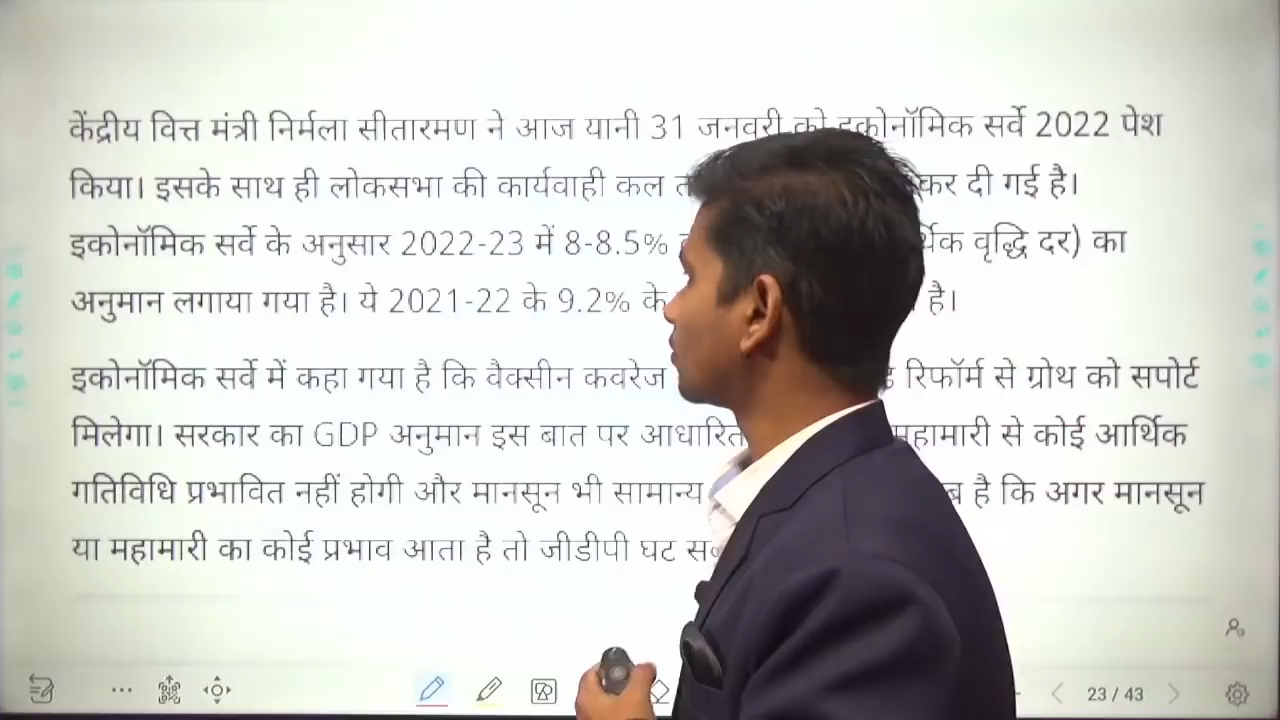 केंद्रीय वित्त मंत्री निर्मला सीतारमण ने आज यानी 31 जनवरी को इकोनॉमिक सर्वे 2022 पेश
किया। इसके साथ ही लोकसभा की कार्यवाही कल कर दी गई है।
इकोनॉमिक सर्वे के अनुसार 2022-23 में 8-8.5% वृद्धि दर) का
अनुमान लगाया गया है। ये 2021-22 के 9.2% के है।
इकोनॉमिक सर्वे में कहा गया है कि वैक्सीन कवरेज रिफॉर्म से ग्रोथ को सपोर्ट
मिलेगा। सरकार का GDP अनुमान इस बात पर आधारित महामारी से कोई आर्थिक
गतिविधि प्रभावित नहीं होगी और मानसून भी सामान्य है कि अगर मानसून
या महामारी का कोई प्रभाव आता है तो जीडीपी घट
23 / 43